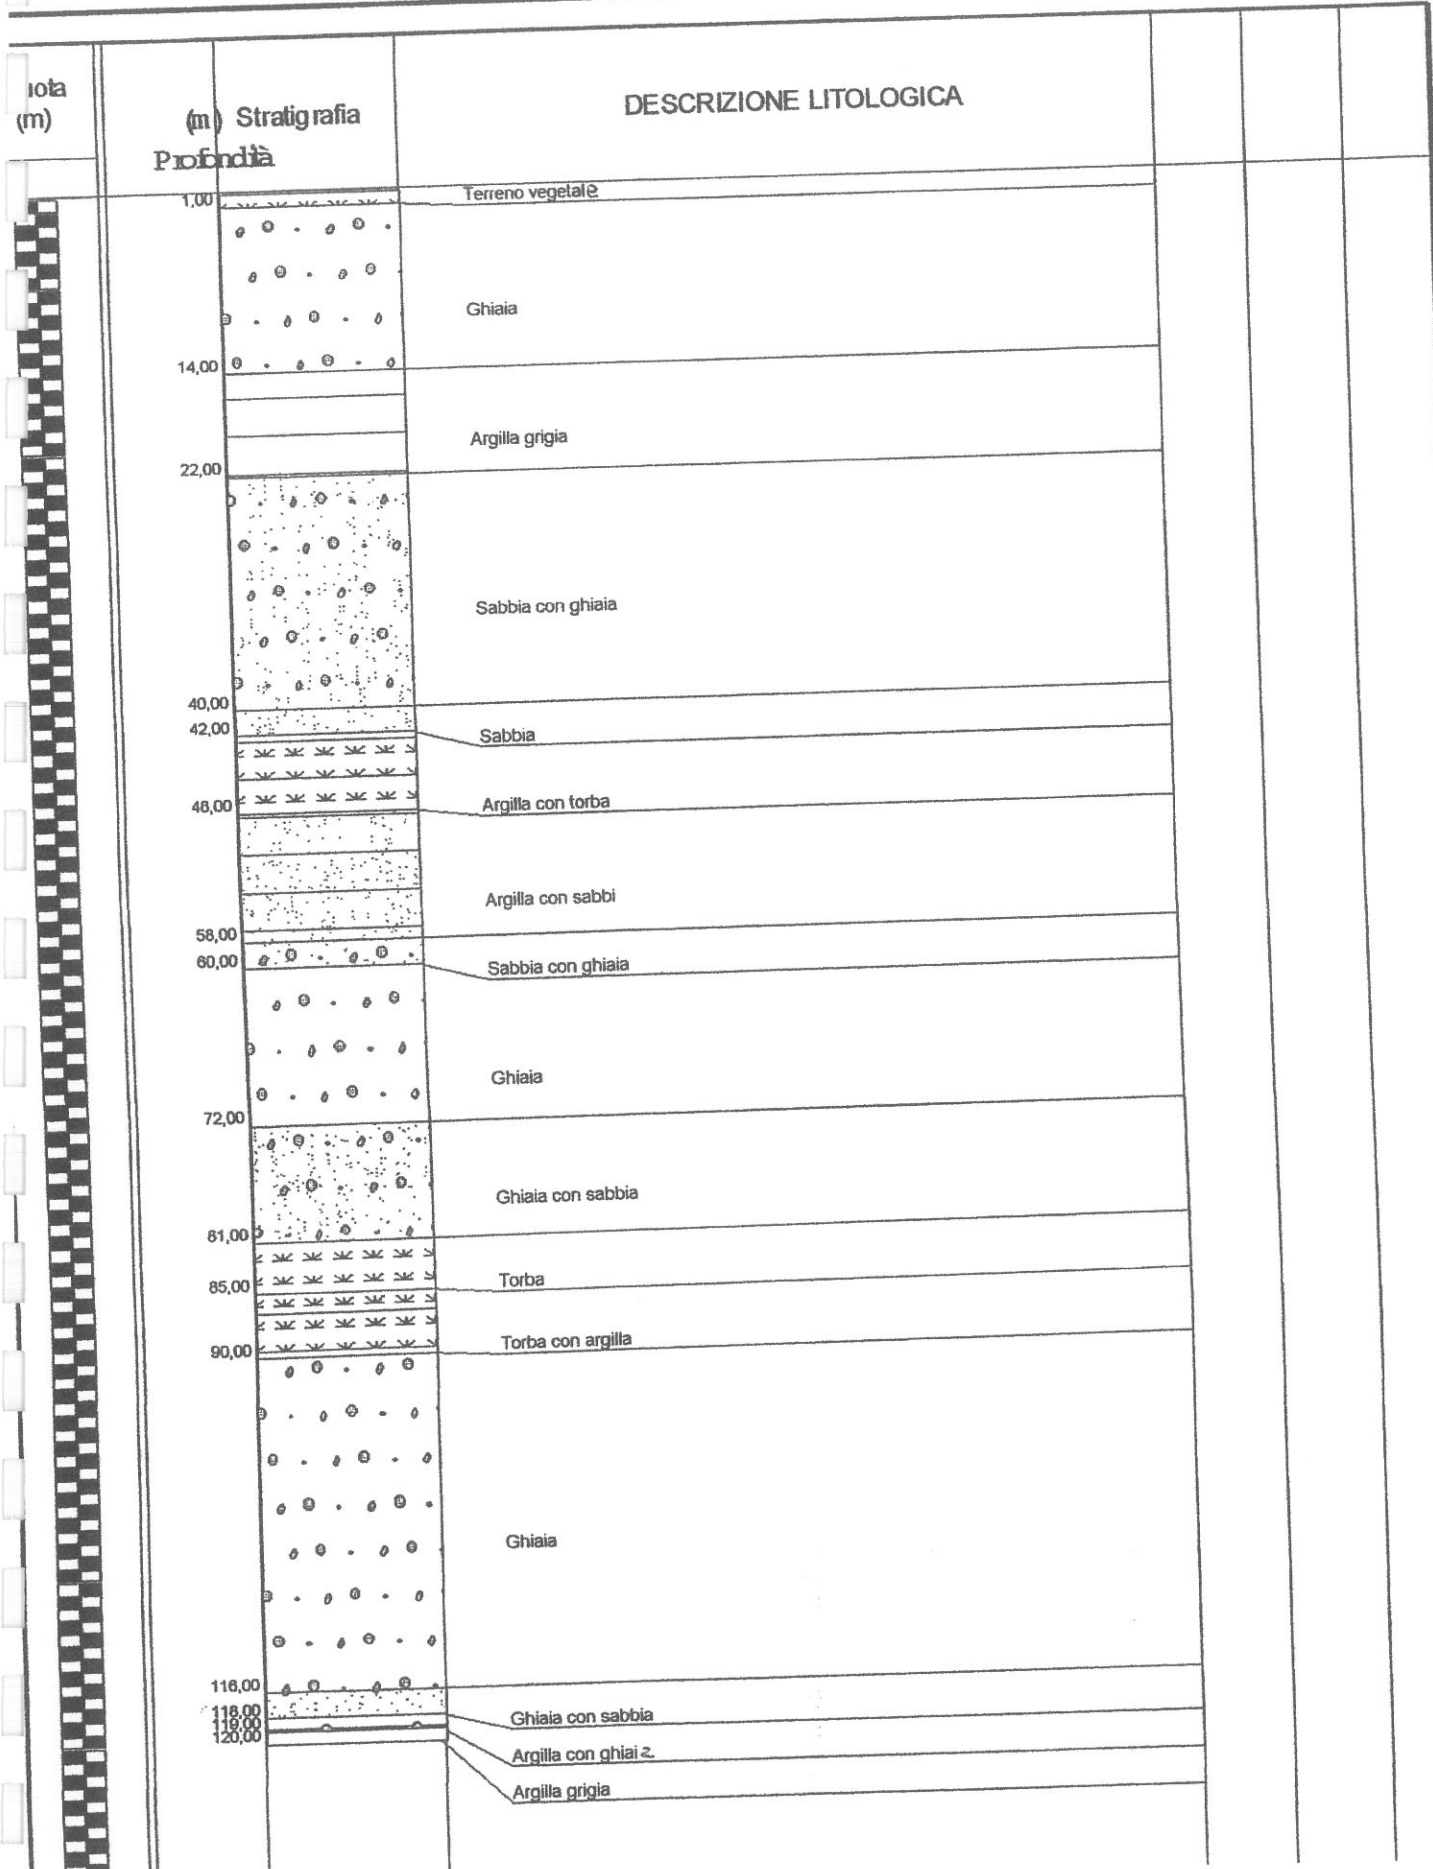 uota
(m)
(m) Stratigrafia
Profondità
DESCRIZIONE LITOLOGICA
1,00
Terreno vegetale
Ghiaia
14,00
Argilla grigia
22,00
Sabbia con ghiaia
40,00
42,00
Sabbia
48,00
Argilla con torba
Argilla con sabbi
58,00
60,00
Sabbia con ghiaia
Ghiaia
72,00
Ghiaia con sabbia
81,00
85,00
Torba
90,00
Torba con argilla
Ghiaia
116,00
118,00
Ghiaia con sabbia
119,00
120,00
Argilla con ghiaia
Argilla grigia